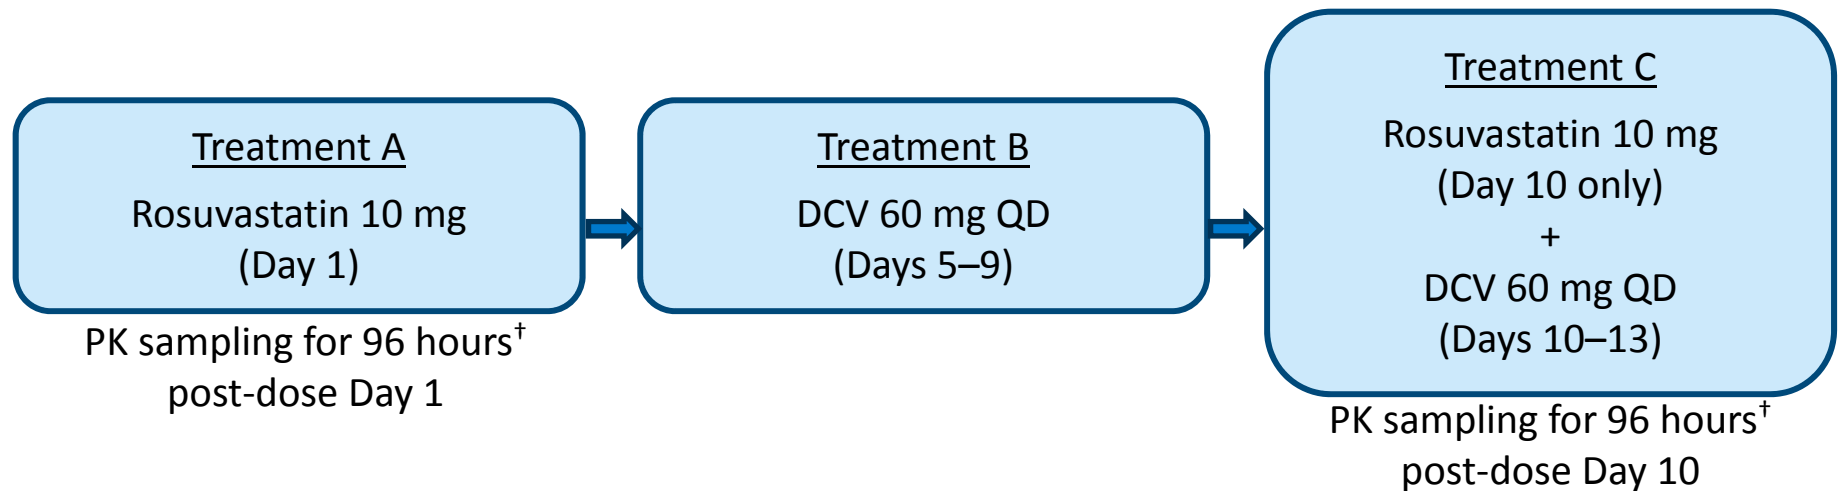 Treatment A
Rosuvastatin 10 mg
(Day 1)
PK sampling for 96 hours†
post-dose Day 1
Treatment B
DCV 60 mg QD
(Days 5–9)
Treatment C
Rosuvastatin 10 mg
(Day 10 only)
+
DCV 60 mg QD
(Days 10–13)
PK sampling for 96 hours†
post-dose Day 10